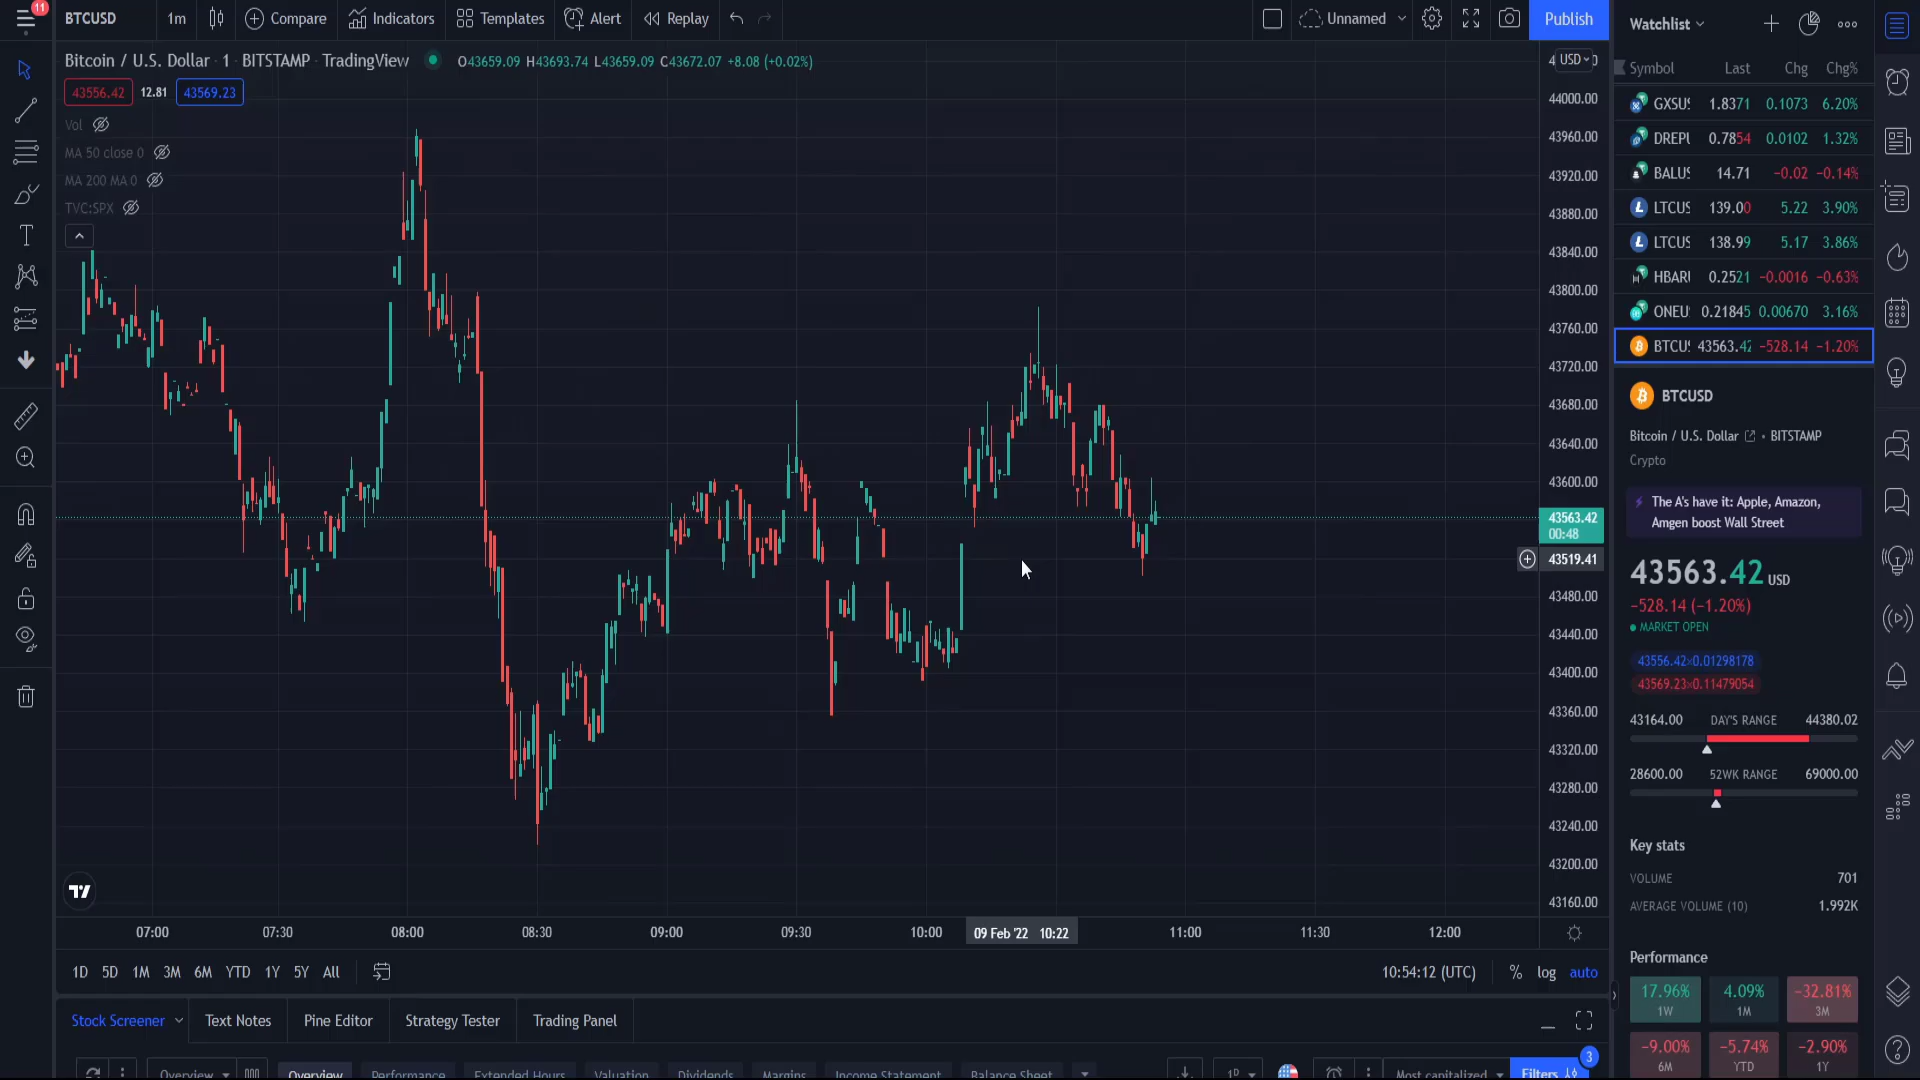 11
BTCUSD
1m
Compare
Indicators
Templates
Alert
Replay
Unnamed
Publish
Bitcoin / U.S. Dollar · 1 · BITSTAMP · TradingView
O43659.09 H43693.74 L43659.09 C43672.07 +8.08 (+0.02%)
43556.42 12.81 43569.23
Vol
MA 50 close 0
MA 200 MA 0
TVC:SPX
USD
44000.00
43960.00
43920.00
43880.00
43840.00
43800.00
43760.00
43720.00
43680.00
43640.00
43600.00
43563.42
00:48
43519.41
43480.00
43440.00
43400.00
43360.00
43320.00
43280.00
43240.00
43200.00
43160.00
07:00 07:30 08:00 08:30 09:00 09:30 10:00 09 Feb '22 10:22 11:00 11:30 12:00
1D 5D 1M 3M 6M YTD 1Y 5Y All
10:54:12 (UTC) % log auto
Stock Screener
Text Notes
Pine Editor
Strategy Tester
Trading Panel
Overview
Overview
Performance
Extended Hours
Valuation
Dividends
Margins
Income Statement
Balance Sheet
1D
Most capitalized
Filters
3
Watchlist
Symbol Last Chg Chg%
GXSUS 1.8371 0.1073 6.20%
DREPU 0.7854 0.0102 1.32%
BALUS 14.71 −0.02 −0.14%
LTCUS 139.00 5.22 3.90%
LTCUS 138.99 5.17 3.86%
HBARU 0.2521 −0.0016 −0.63%
ONEU 0.21845 0.00670 3.16%
BTCUS 43563.42 −528.14 −1.20%
BTCUSD
Bitcoin / U.S. Dollar • BITSTAMP
Crypto
The A's have it: Apple, Amazon,
Amgen boost Wall Street
43563.42 USD
−528.14 (−1.20%)
MARKET OPEN
43556.42×0.01298178
43569.23×0.11479054
43164.00 DAY'S RANGE 44380.02
28600.00 52WK RANGE 69000.00
Key stats
VOLUME 701
AVERAGE VOLUME (10) 1.992K
Performance
17.96% 4.09% −32.81%
1W 1M 3M
−9.00% −5.74% −2.90%
6M YTD 1Y